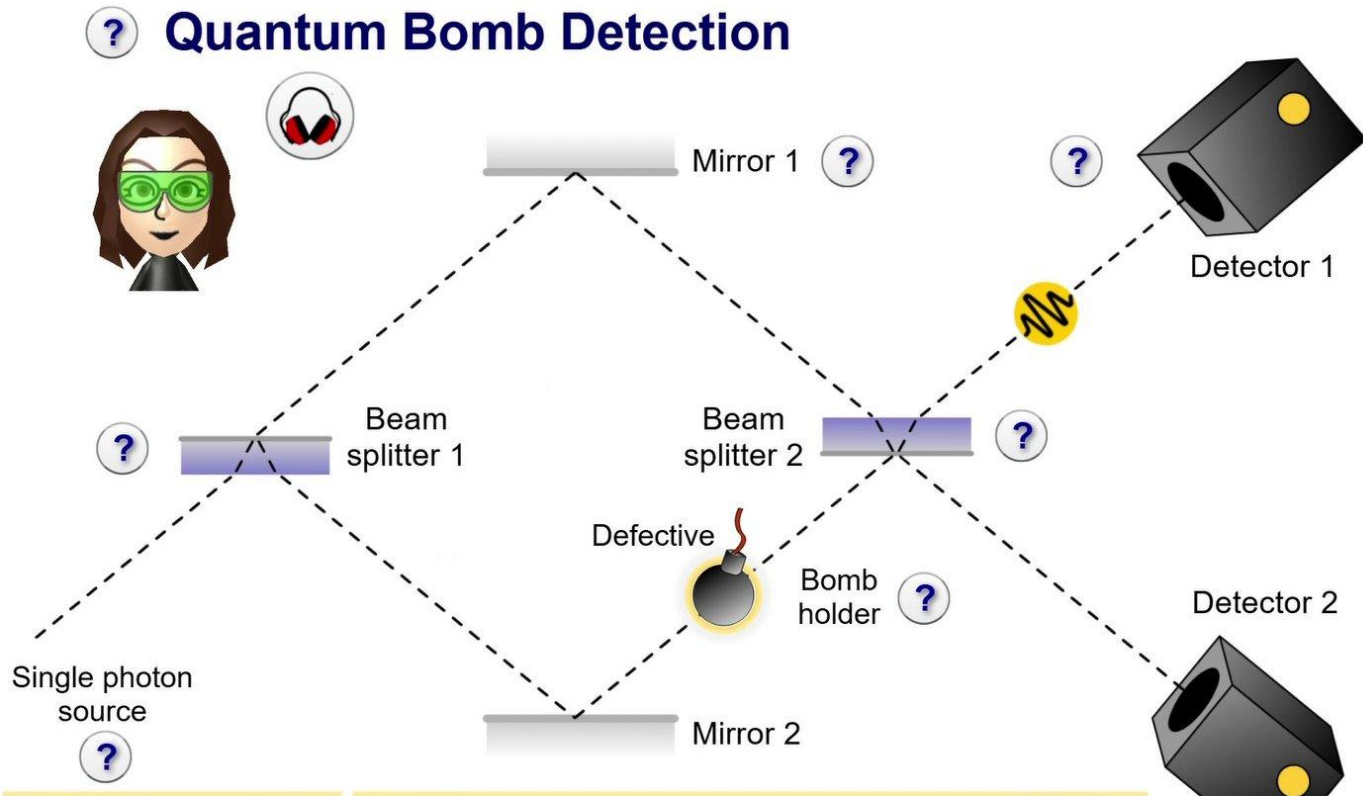 ? Quantum Bomb Detection
Mirror 1 ?
?
Detector 1
?
Beam
splitter 1
Beam
splitter 2
?
Defective
Bomb
holder
?
Detector 2
Single photon
source
?
Mirror 2